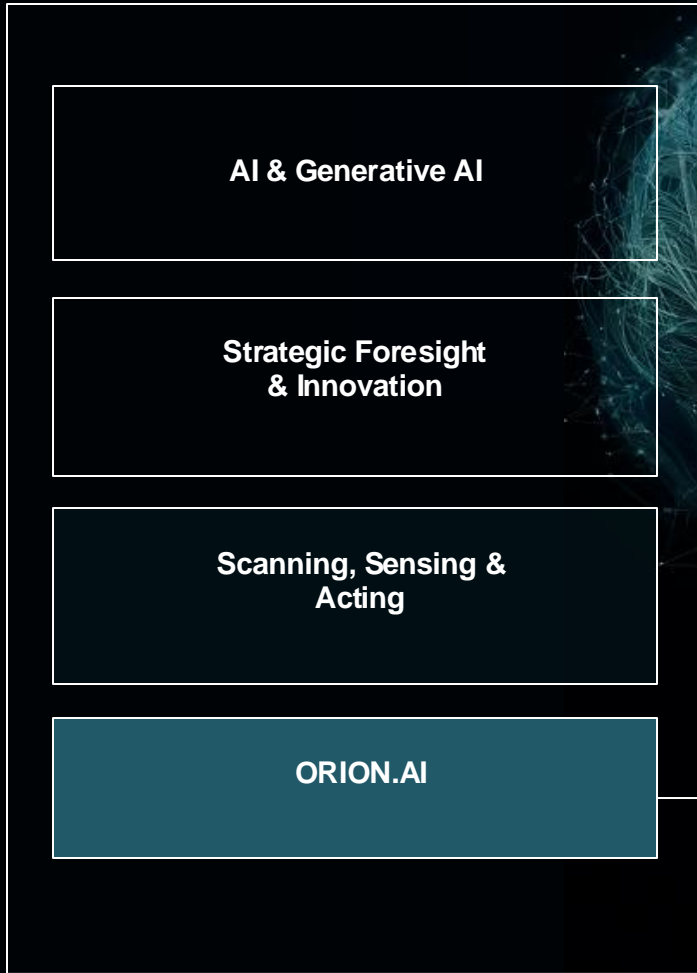 AI & Generative AI
Strategic Foresight
& Innovation
Scanning, Sensing &
Acting
ORION.AI